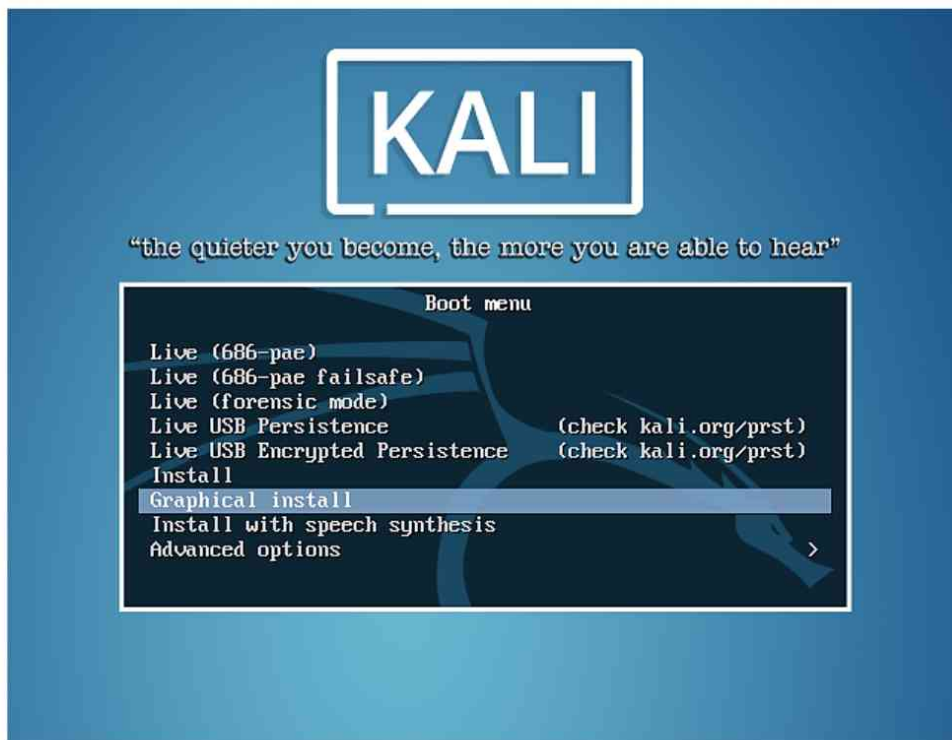 KALI
“the quieter you become, the more you are able to hear”
Boot menu
Live (686-pae)
Live (686-pae failsafe)
Live (forensic mode)
Live USB Persistence (check kali.org/prst)
Live USB Encrypted Persistence (check kali.org/prst)
Install
Graphical install
Install with speech synthesis
Advanced options >